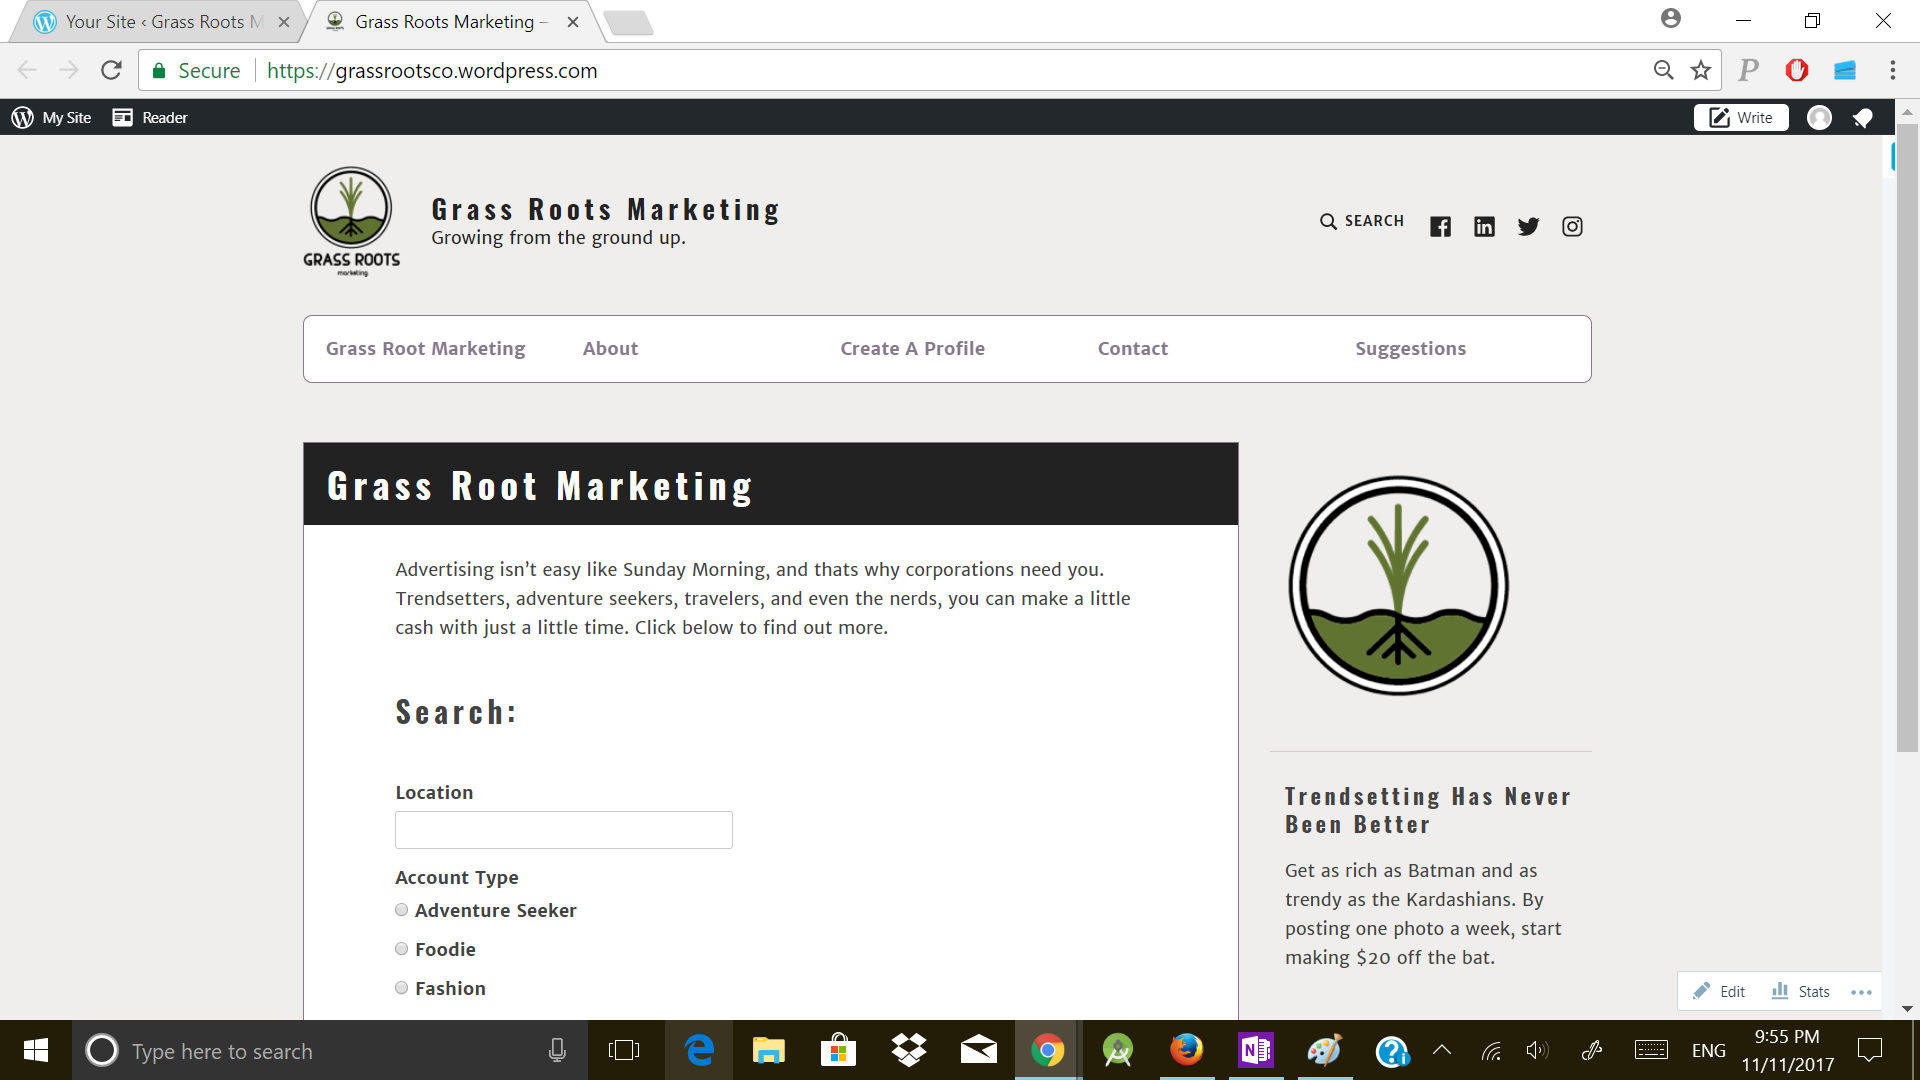 Your Site ‹ Grass Roots M
Grass Roots Marketing –
Secure
https://grassrootsco.wordpress.com
P
My Site
Reader
Write
GRASS ROOTS
marketing
Grass Roots Marketing
Growing from the ground up.
SEARCH
Grass Root Marketing
About
Create A Profile
Contact
Suggestions
Grass Root Marketing
Advertising isn’t easy like Sunday Morning, and thats why corporations need you.
Trendsetters, adventure seekers, travelers, and even the nerds, you can make a little
cash with just a little time. Click below to find out more.
Search:
Location
Account Type
Adventure Seeker
Foodie
Fashion
Trendsetting Has Never
Been Better
Get as rich as Batman and as
trendy as the Kardashians. By
posting one photo a week, start
making $20 off the bat.
Edit
Stats
Type here to search
ENG
9:55 PM
11/11/2017